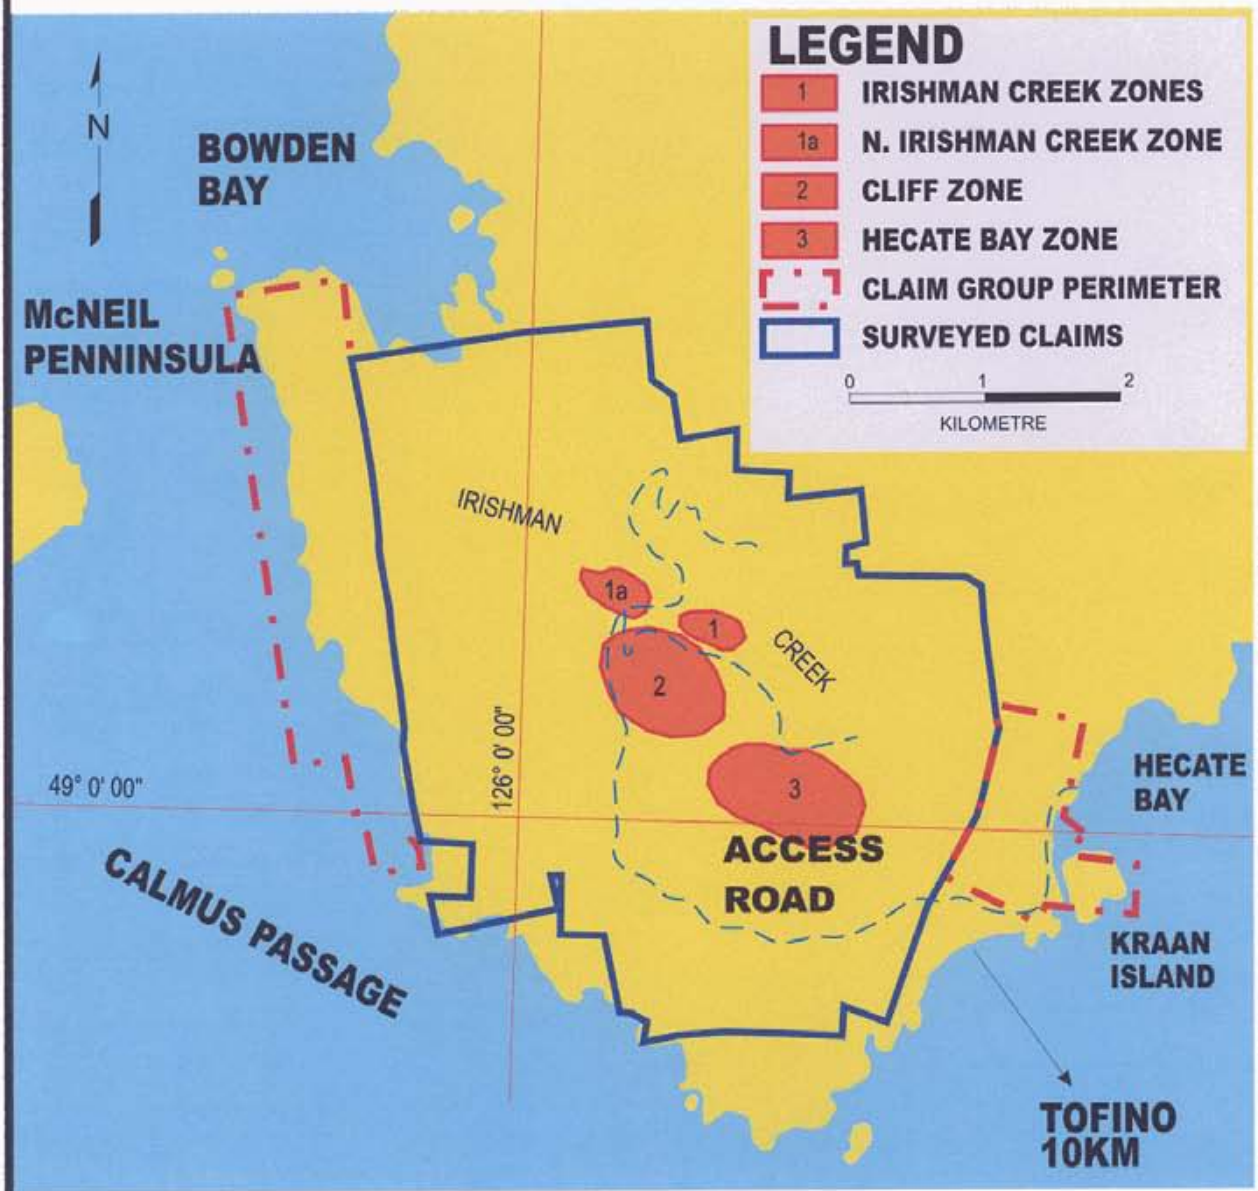 LEGEND
1 IRISHMAN CREEK ZONES
1a N. IRISHMAN CREEK ZONE
2 CLIFF ZONE
3 HECATE BAY ZONE
CLAIM GROUP PERIMETER
SURVEYED CLAIMS
0 1 2
KILOMETRE
N
BOWDEN
BAY
McNEIL
PENNINSULA
IRISHMAN
1a
1
CREEK
2
126° 0' 00"
49° 0' 00"
3
HECATE
BAY
ACCESS
ROAD
CALMUS PASSAGE
KRAAN
ISLAND
TOFINO
10KM